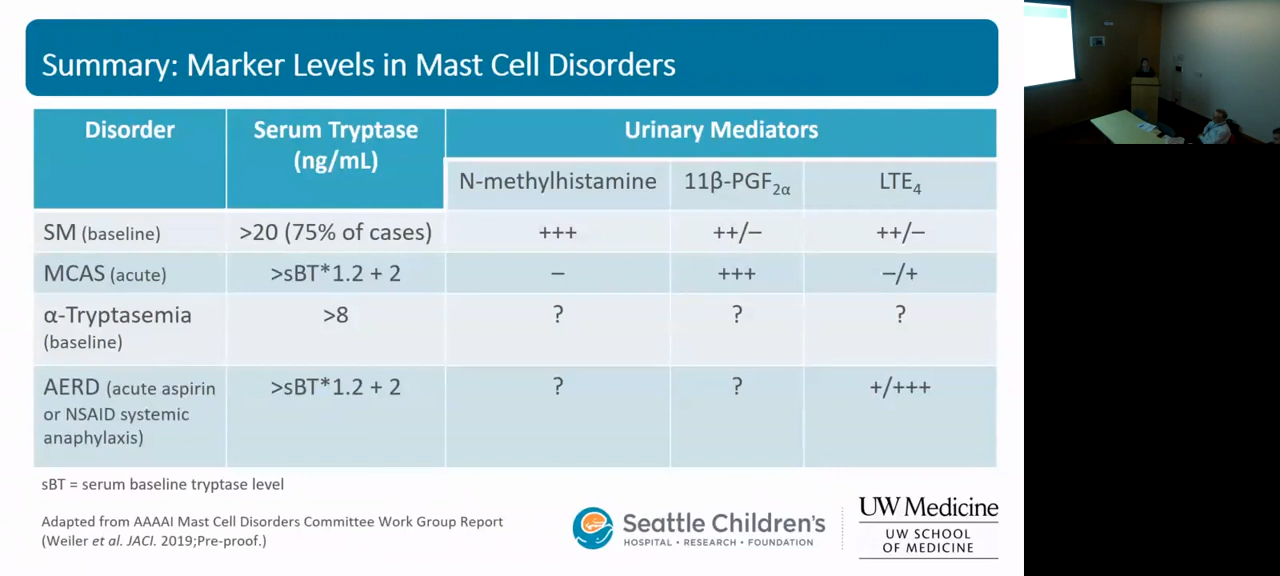 Summary: Marker Levels in Mast Cell Disorders
Disorder
Serum Tryptase
(ng/mL)
Urinary Mediators
N-methylhistamine
11β-PGF2α
LTE4
SM (baseline)
>20 (75% of cases)
+++
++/–
++/–
MCAS (acute)
>sBT*1.2 + 2
–
+++
–/+
α-Tryptasemia
(baseline)
>8
?
?
?
AERD (acute aspirin
or NSAID systemic
anaphylaxis)
>sBT*1.2 + 2
?
?
+/+++
sBT = serum baseline tryptase level
Adapted from AAAAI Mast Cell Disorders Committee Work Group Report
(Weiler et al. JACI. 2019;Pre-proof.)
Seattle Children's
HOSPITAL • RESEARCH • FOUNDATION
UW Medicine
UW SCHOOL
OF MEDICINE